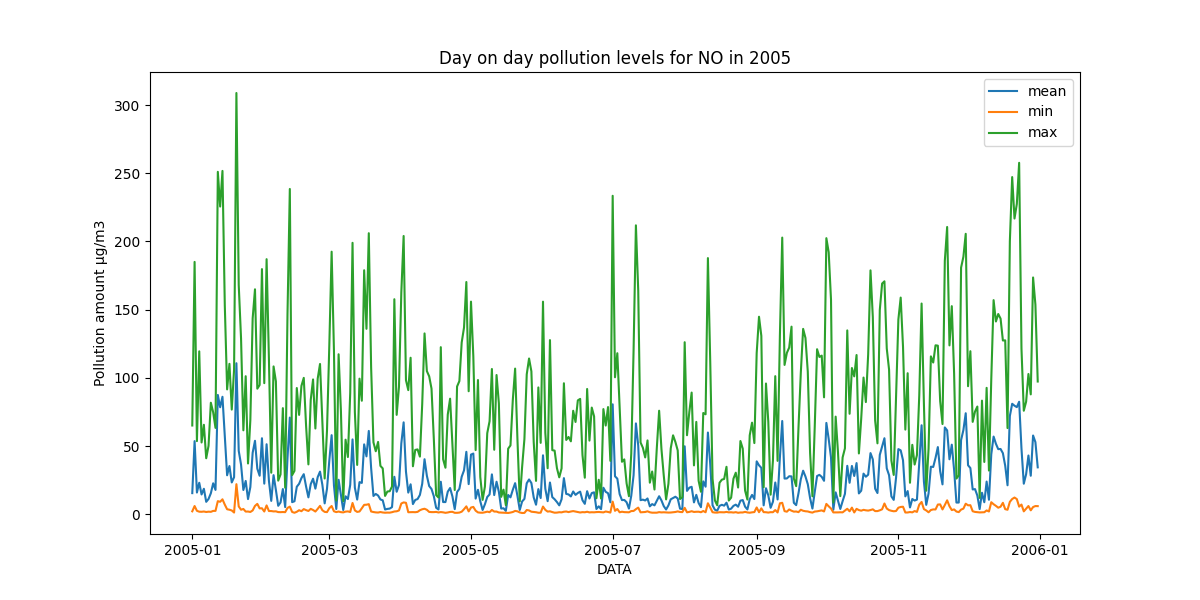 Day on day pollution levels for NO in 2005
mean
min
max
Pollution amount µg/m3
300
250
200
150
100
50
0
2005-01
2005-03
2005-05
2005-07
2005-09
2005-11
2006-01
DATA